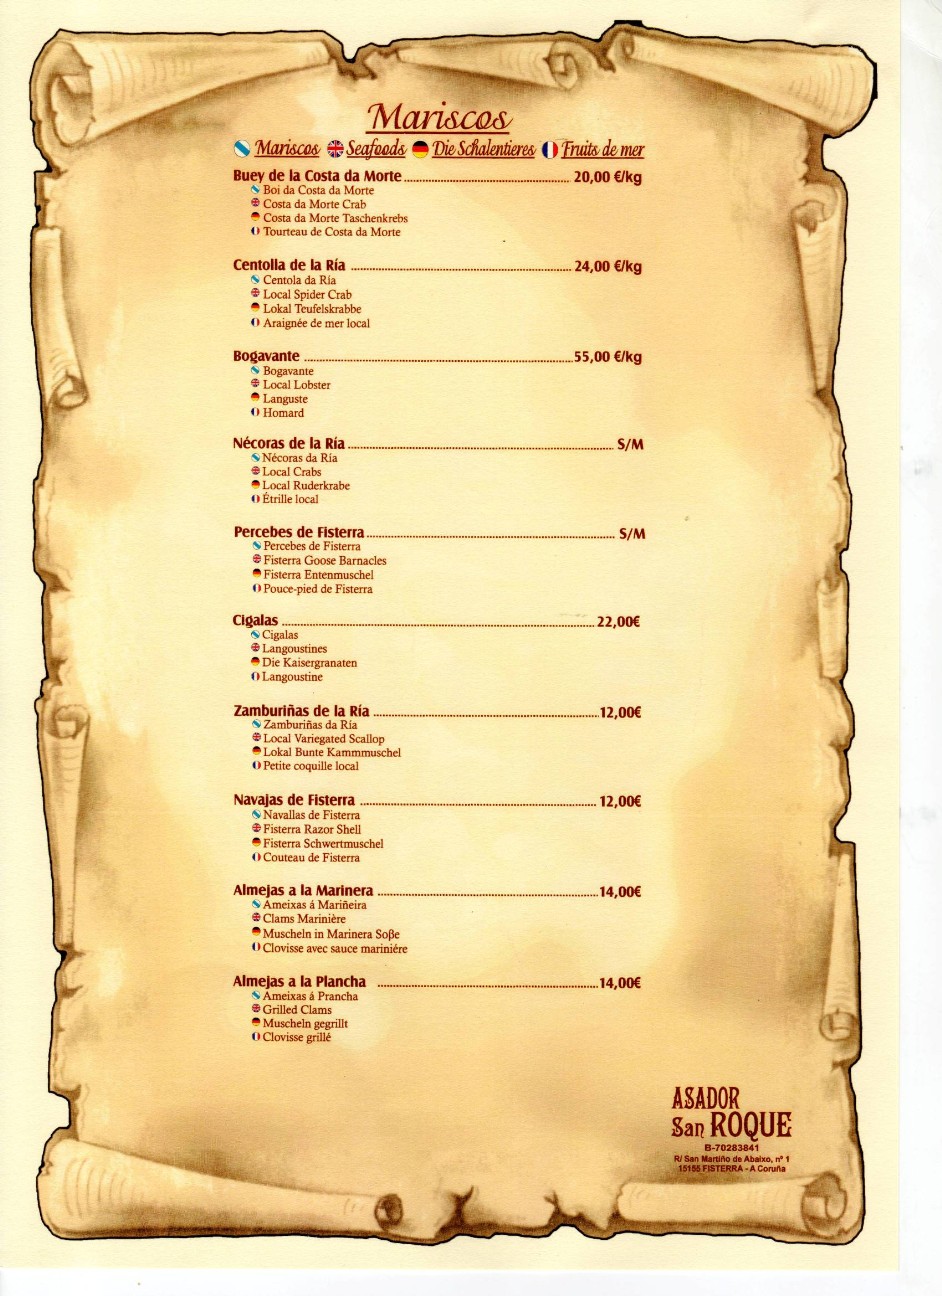 Mariscos
Mariscos Seafoods Die Schalentieres Fruits de mer
Buey de la Costa da Morte........................................ 20,00 €/kg
Boi da Costa da Morte
Costa da Morte Crab
Costa da Morte Taschenkrebs
Tourteau de Costa da Morte
Centolla de la Ría ........................................ 24,00 €/kg
Centola da Ría
Local Spider Crab
Lokal Teufelskrabbe
Araignée de mer local
Bogavante ........................................55,00 €/kg
Bogavante
Local Lobster
Languste
Homard
Nécoras de la Ría........................................ S/M
Nécoras da Ría
Local Crabs
Local Ruderkrabe
Étrille local
Percebes de Fisterra........................................ S/M
Percebes de Fisterra
Fisterra Goose Barnacles
Fisterra Entenmuschel
Pouce-pied de Fisterra
Cigalas ........................................ 22,00€
Cigalas
Langoustines
Die Kaisergranaten
Langoustine
Zamburiñas de la Ría ........................................12,00€
Zamburiñas da Ría
Local Variegated Scallop
Lokal Bunte Kammmuschel
Petite coquille local
Navajas de Fisterra ........................................ 12,00€
Navallas de Fisterra
Fisterra Razor Shell
Fisterra Schwertmuschel
Couteau de Fisterra
Almejas a la Marinera ........................................14,00€
Ameixas á Mariñeira
Clams Marinière
Muscheln in Marinera Soβe
Clovisse avec sauce mariniére
Almejas a la Plancha ........................................14,00€
Ameixas á Prancha
Grilled Clams
Muscheln gegrillt
Clovisse grillé
ASADOR
San ROQUE
B-70283841
R/ San Martiño de Abaixo, nº 1
15155 FISTERRA - A Coruña